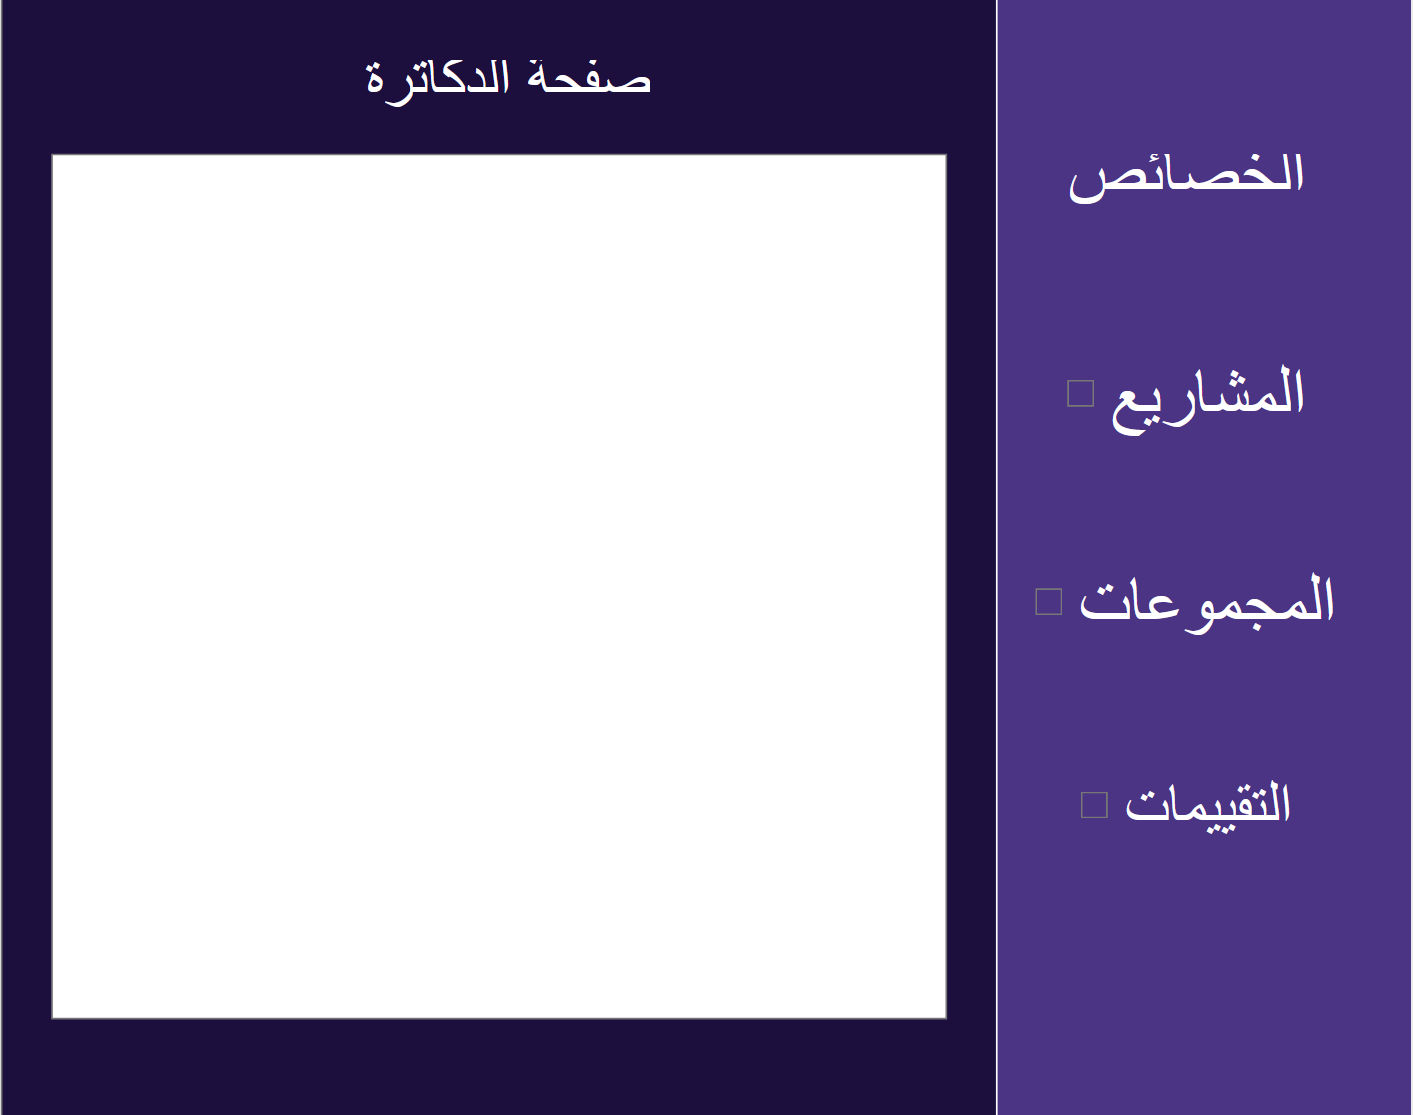 صفحة الدكاترة
الخصائص
المشاريع
المجموعات
التقييمات